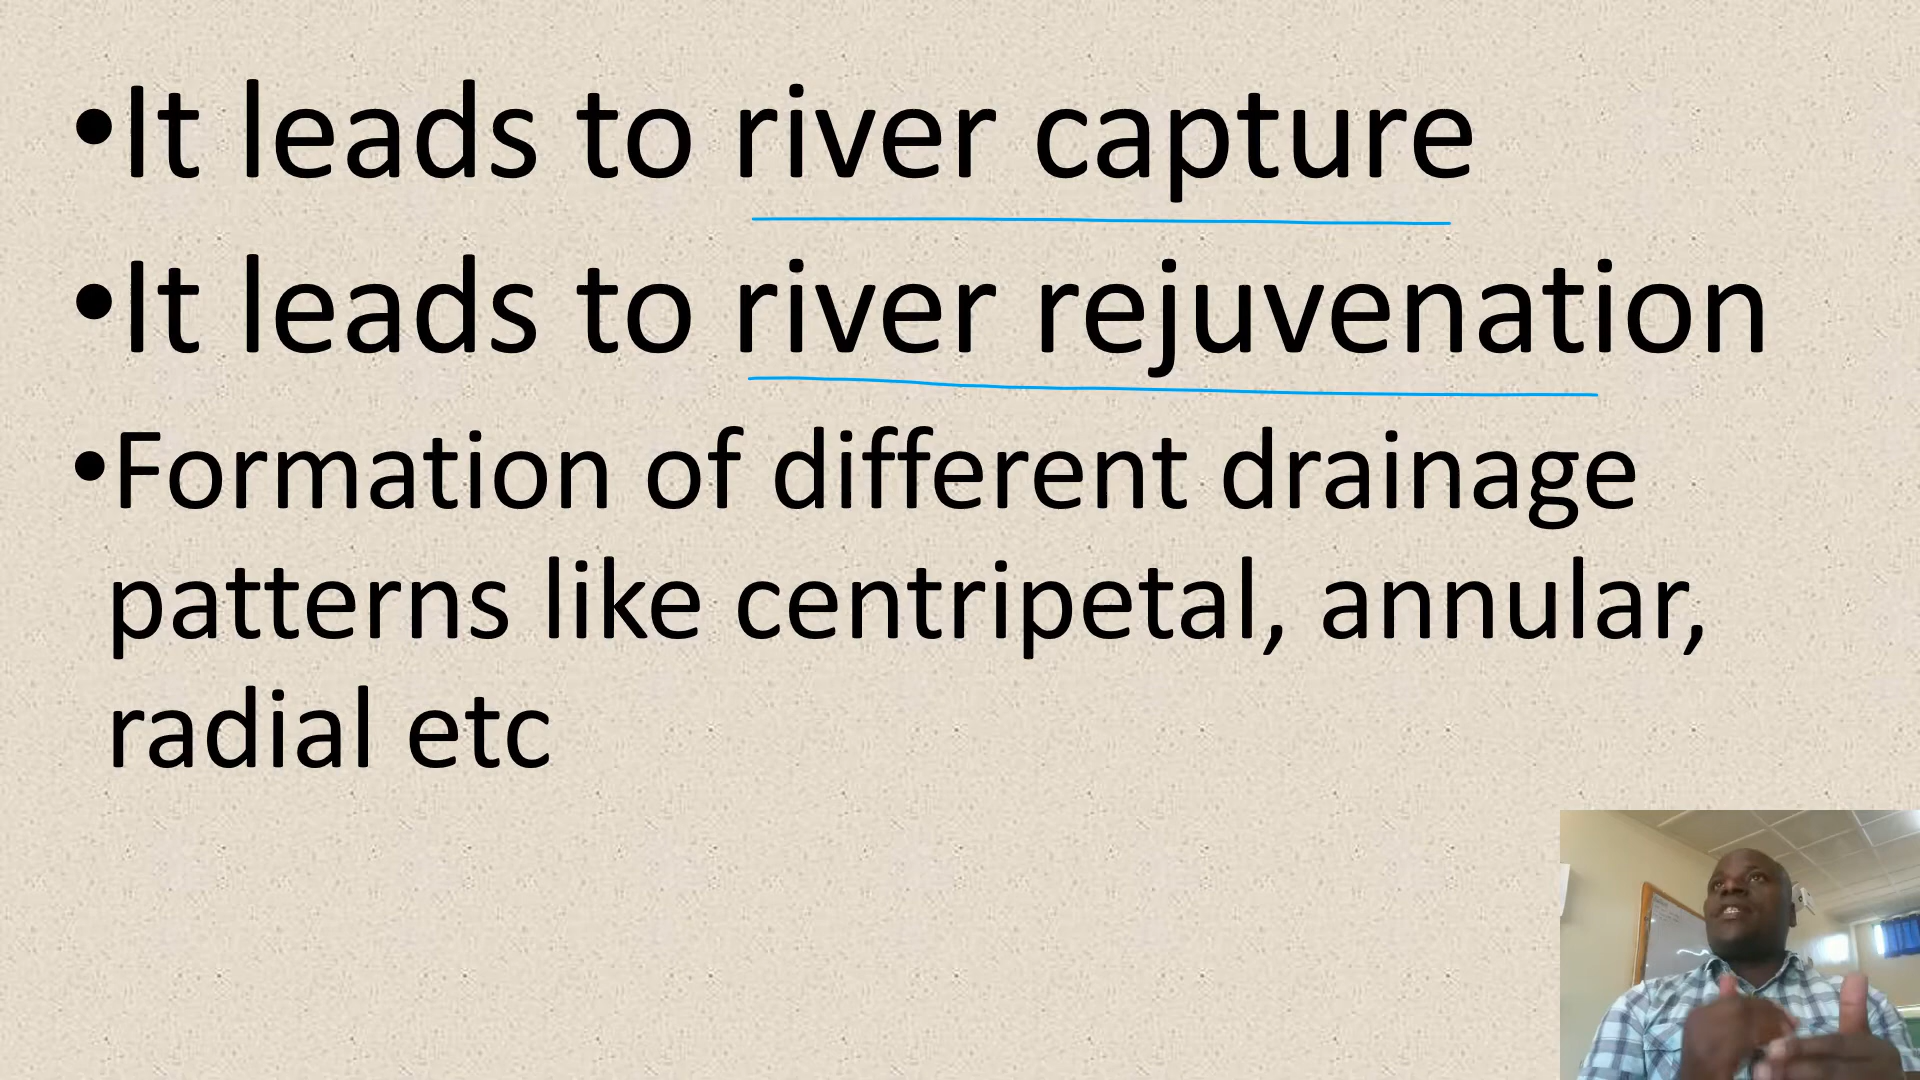 •It leads to river capture
•It leads to river rejuvenation
•Formation of different drainage
patterns like centripetal, annular,
radial etc